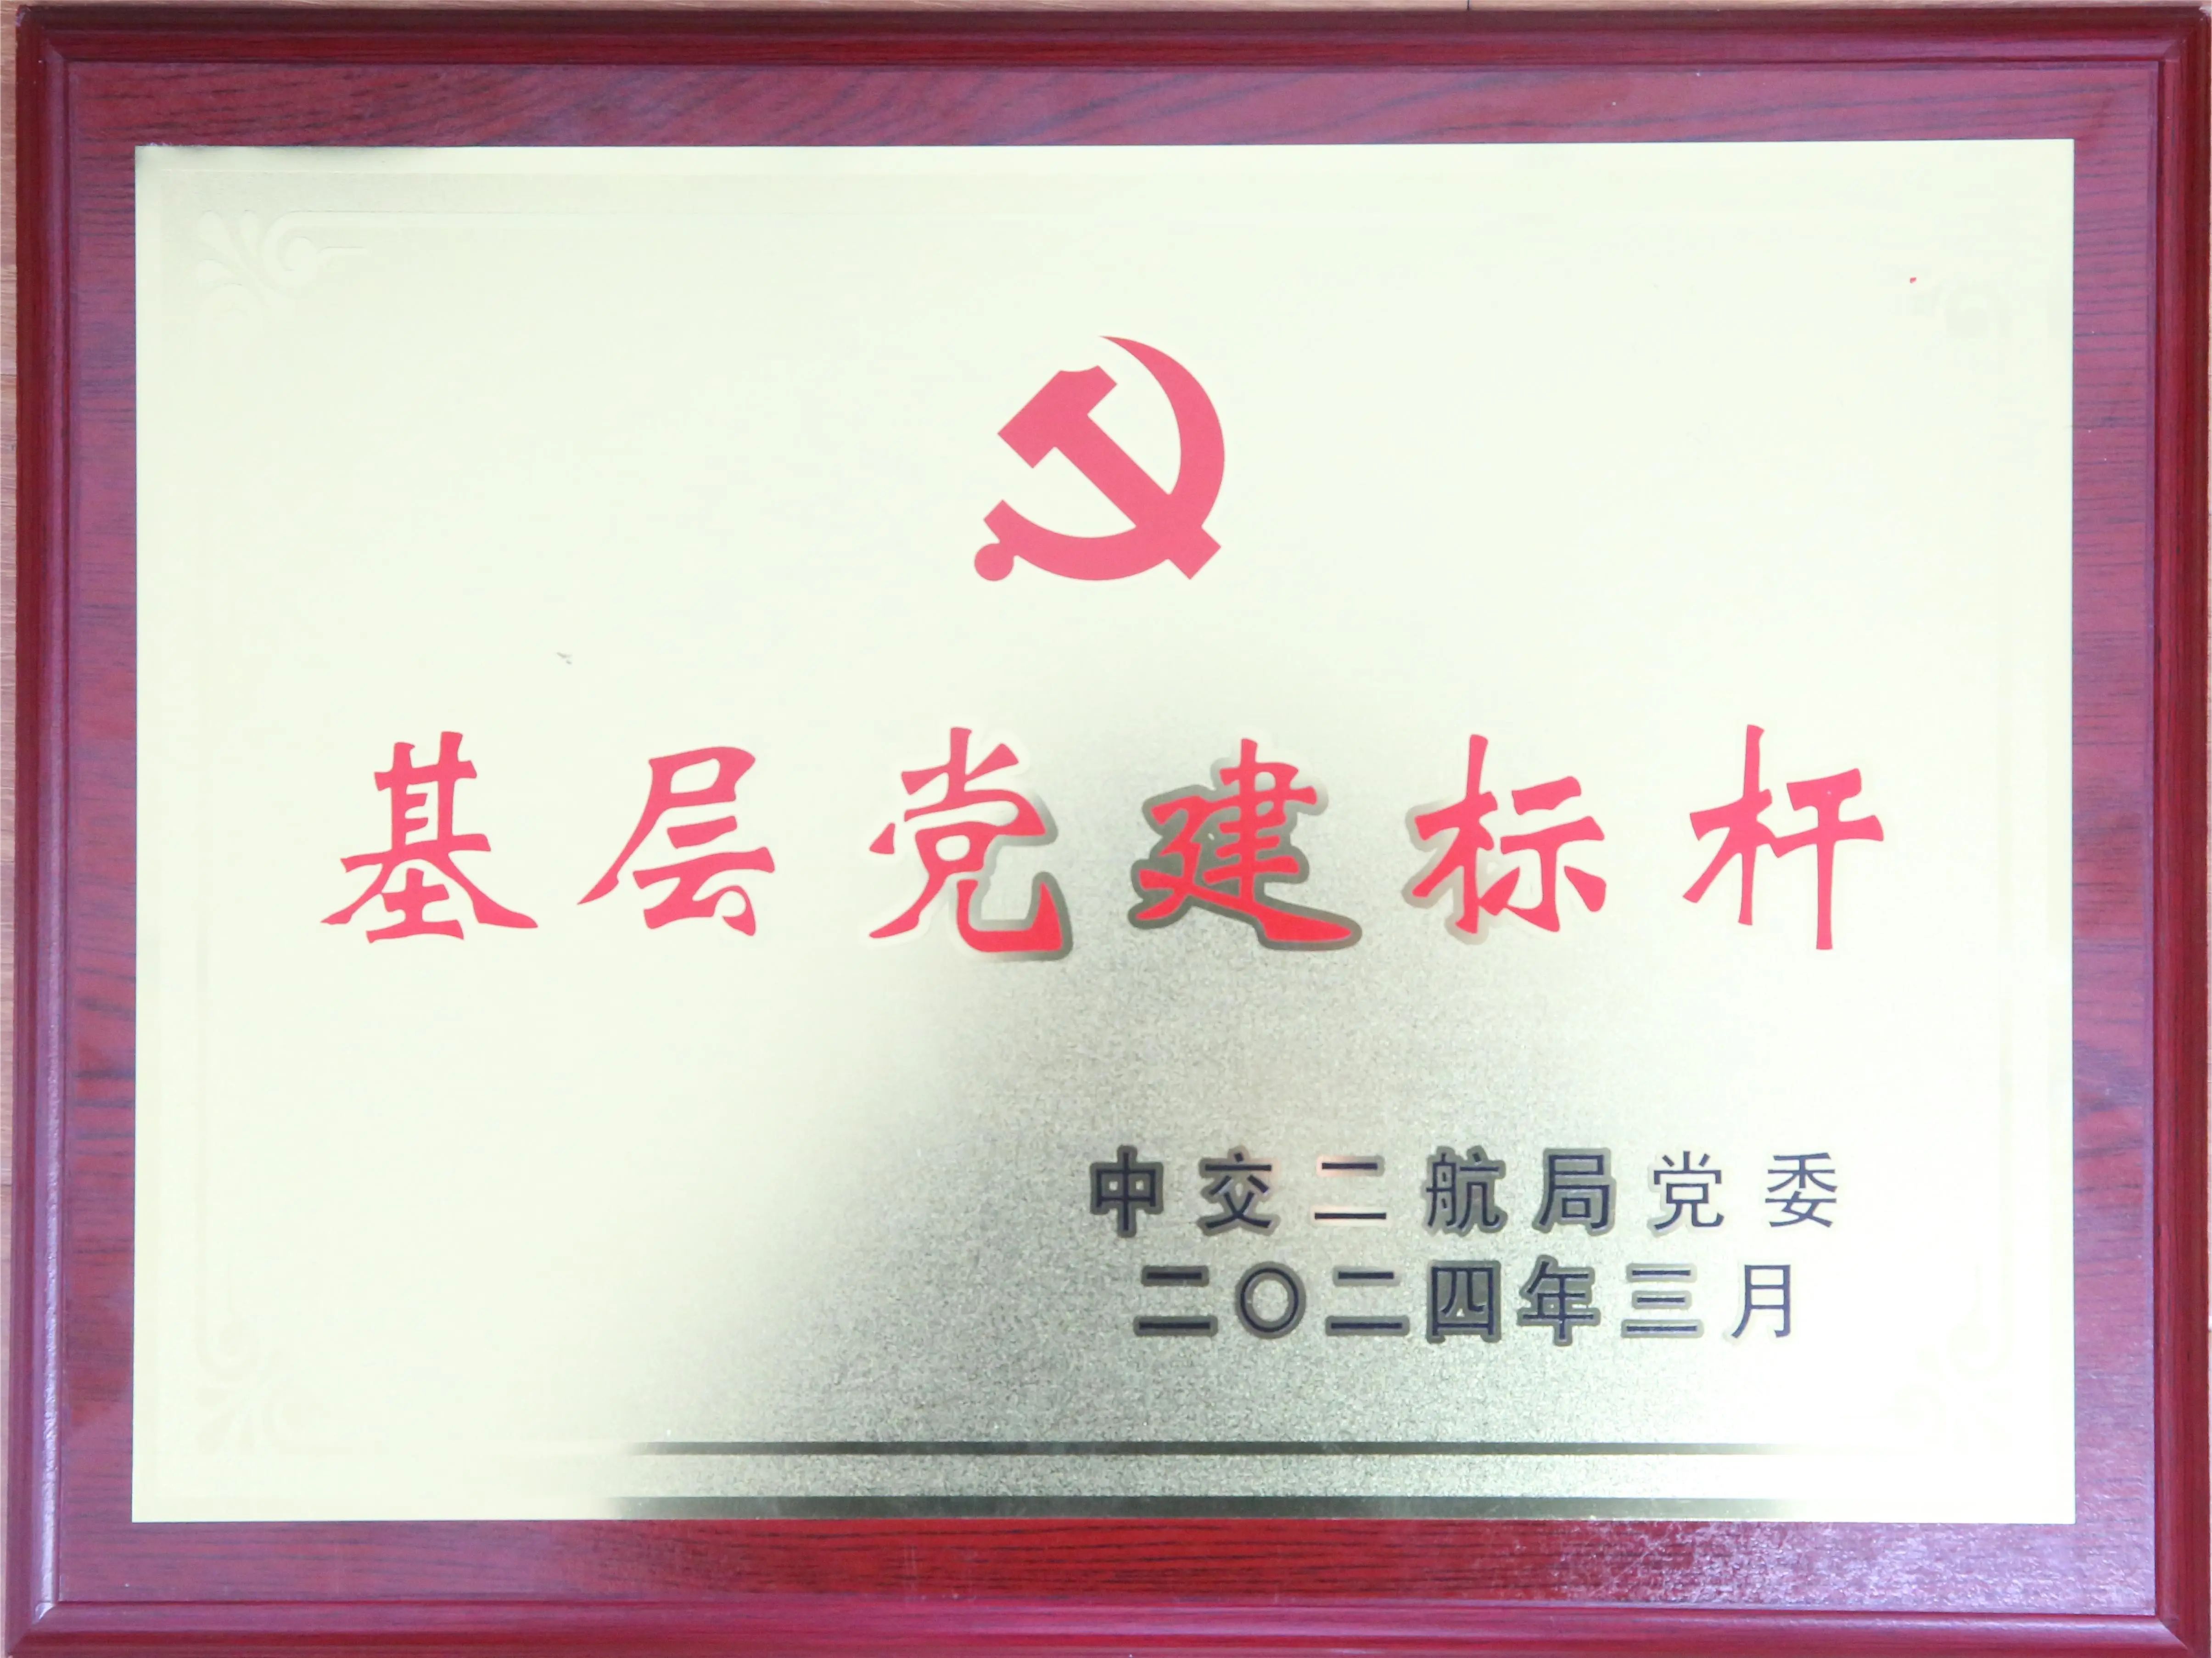 基层党建标杆
中交二航局党委
二〇二四年三月